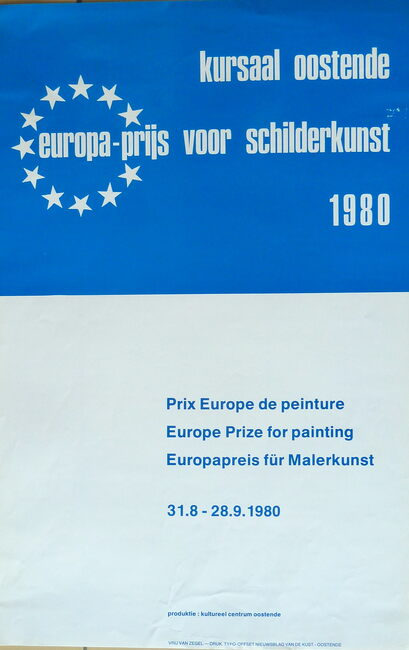 kursaal oostende
europa-prijs voor schilderkunst
1980
Prix Europe de peinture
Europe Prize for painting
Europapreis für Malerkunst
31.8 - 28.9.1980
produktie : kultureel centrum oostende
VRIJ VAN ZEGEL — DRUK. TYPO-OFFSET NIEUWSBLAD VAN DE KUST - OOSTENDE